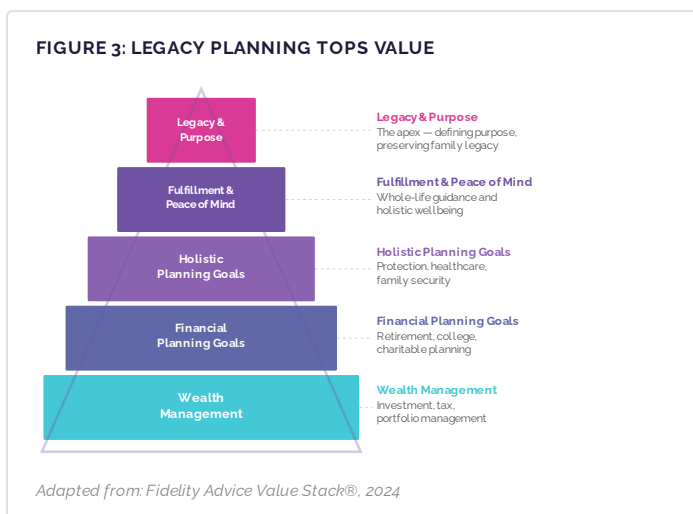 FIGURE 3: LEGACY PLANNING TOPS VALUE
Legacy &
Purpose
Legacy & Purpose
The apex — defining purpose,
preserving family legacy
Fulfillment &
Peace of Mind
Fulfillment & Peace of Mind
Whole-life guidance and
holistic wellbeing
Holistic
Planning Goals
Holistic Planning Goals
Protection, healthcare,
family security
Financial
Planning Goals
Financial Planning Goals
Retirement, college,
charitable planning
Wealth
Management
Wealth Management
Investment, tax,
portfolio management
Adapted from: Fidelity Advice Value Stack®, 2024